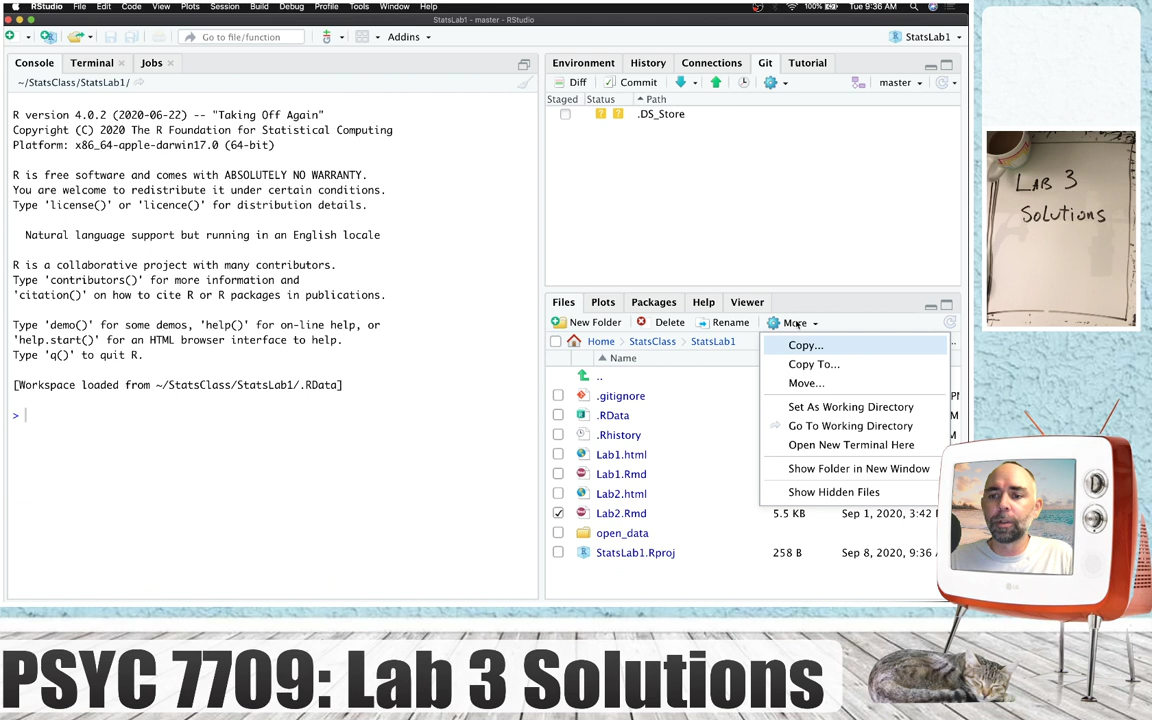 RStudio File Edit Code View Plots Session Build Debug Profile Tools Window Help 100% Tue 9:36 AM
StatsLab1 - master - RStudio
Go to file/function Addins StatsLab1
Console Terminal Jobs
~/StatsClass/StatsLab1/
R version 4.0.2 (2020-06-22) -- "Taking Off Again"
Copyright (C) 2020 The R Foundation for Statistical Computing
Platform: x86_64-apple-darwin17.0 (64-bit)
R is free software and comes with ABSOLUTELY NO WARRANTY.
You are welcome to redistribute it under certain conditions.
Type 'license()' or 'licence()' for distribution details.
Natural language support but running in an English locale
R is a collaborative project with many contributors.
Type 'contributors()' for more information and
'citation()' on how to cite R or R packages in publications.
Type 'demo()' for some demos, 'help()' for on-line help, or
'help.start()' for an HTML browser interface to help.
Type 'q()' to quit R.
[Workspace loaded from ~/StatsClass/StatsLab1/.RData]
>
Environment History Connections Git Tutorial
Diff Commit master
Staged Status Path
? ? .DS_Store
Files Plots Packages Help Viewer
New Folder Delete Rename More
Home StatsClass StatsLab1
Name
..
.gitignore
.RData
.Rhistory
Lab1.html
Lab1.Rmd
Lab2.html
Lab2.Rmd 5.5 KB Sep 1, 2020, 3:42
open_data
StatsLab1.Rproj 258 B Sep 8, 2020, 9:36
Copy...
Copy To...
Move...
Set As Working Directory
Go To Working Directory
Open New Terminal Here
Show Folder in New Window
Show Hidden Files
LAB 3
Solutions
LG
PSYC 7709: Lab 3 Solutions